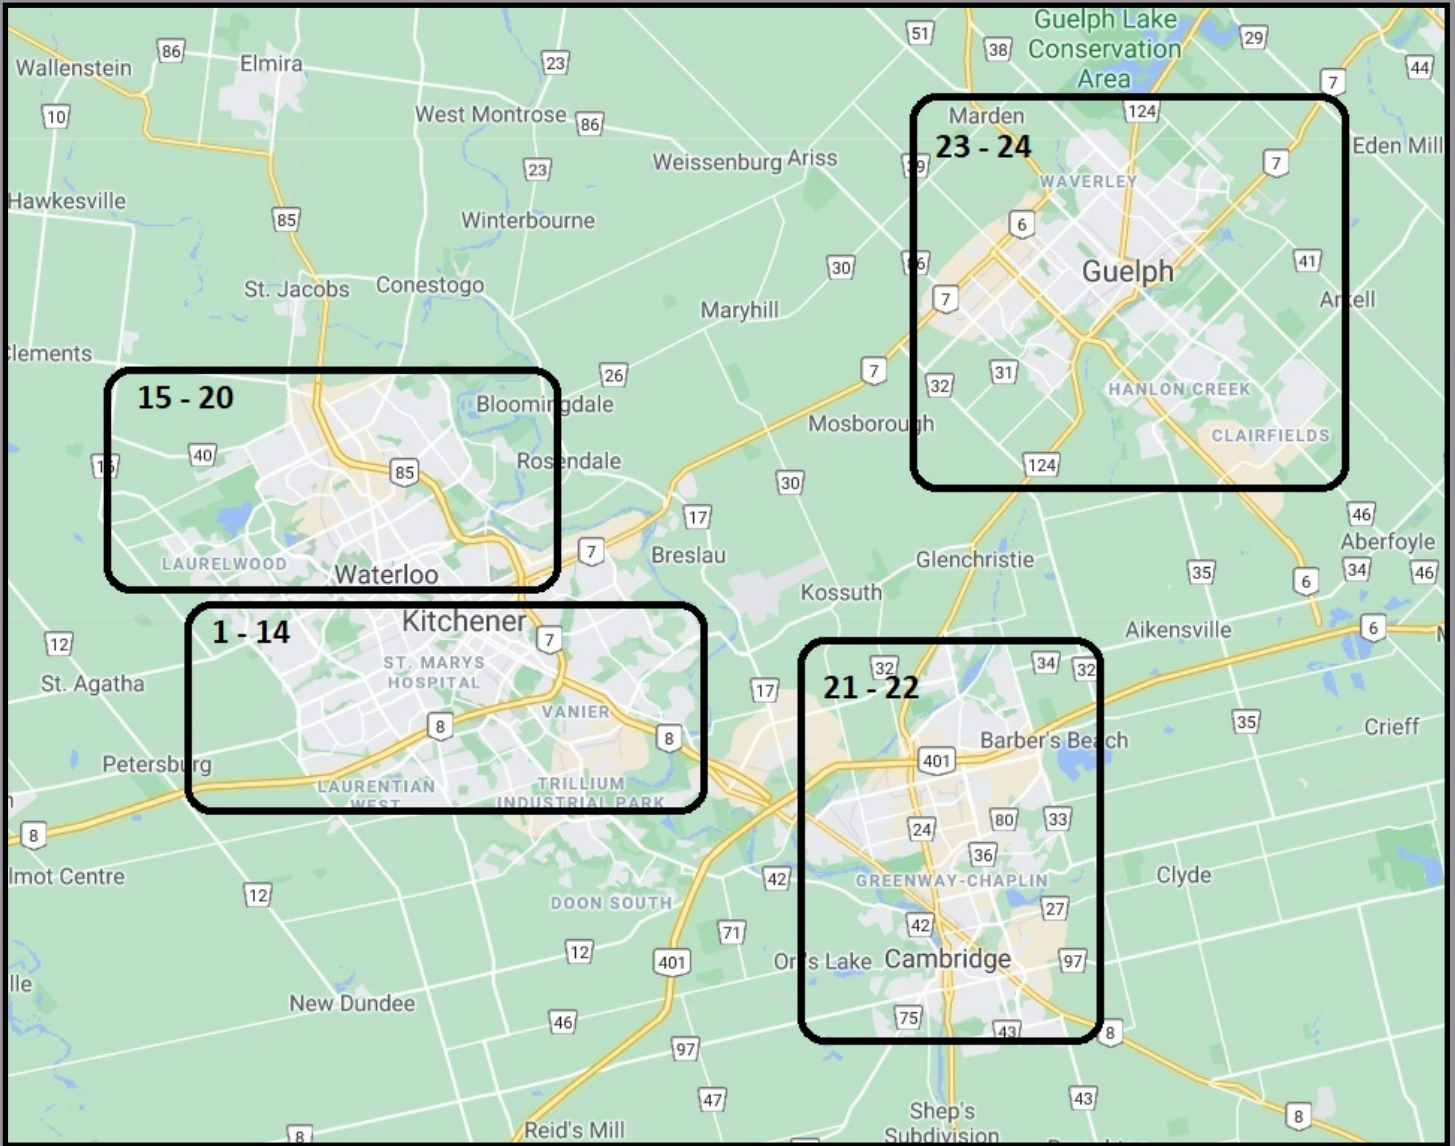 Guelph Lake
Conservation
Area
51
38
29
44
7
86
Wallenstein
Elmira
23
10
West Montrose
86
Marden
124
23 - 24
Eden Mill
Weissenburg
Ariss
23
7
WAVERLEY
Hawkesville
85
Winterbourne
6
30
41
Guelph
St. Jacobs
Conestogo
7
Maryhill
Clements
26
7
32
31
HANLON CREEK
15 - 20
Bloomingdale
Mosborough
CLAIRFIELDS
40
85
Rosendale
124
30
17
46
Aberfoyle
7
Breslau
Glenchristie
35
34
46
6
LAURELWOOD
Waterloo
Kossuth
Kitchener
1 - 14
7
12
Aikensville
6
ST. MARYS
HOSPITAL
St. Agatha
17
32
34
32
21 - 22
VANIER
8
8
35
Crieff
Barber's Beach
401
Petersburg
LAURENTIAN
WEST
TRILLIUM
INDUSTRIAL PARK
8
24
80
33
36
lmot Centre
12
42
GREENWAY-CHAPLIN
Clyde
DOON SOUTH
27
42
71
12
401
Orr's Lake
Cambridge
97
lle
New Dundee
46
75
43
8
97
47
43
Shep's
Subdivision
8
8
Reid's Mill